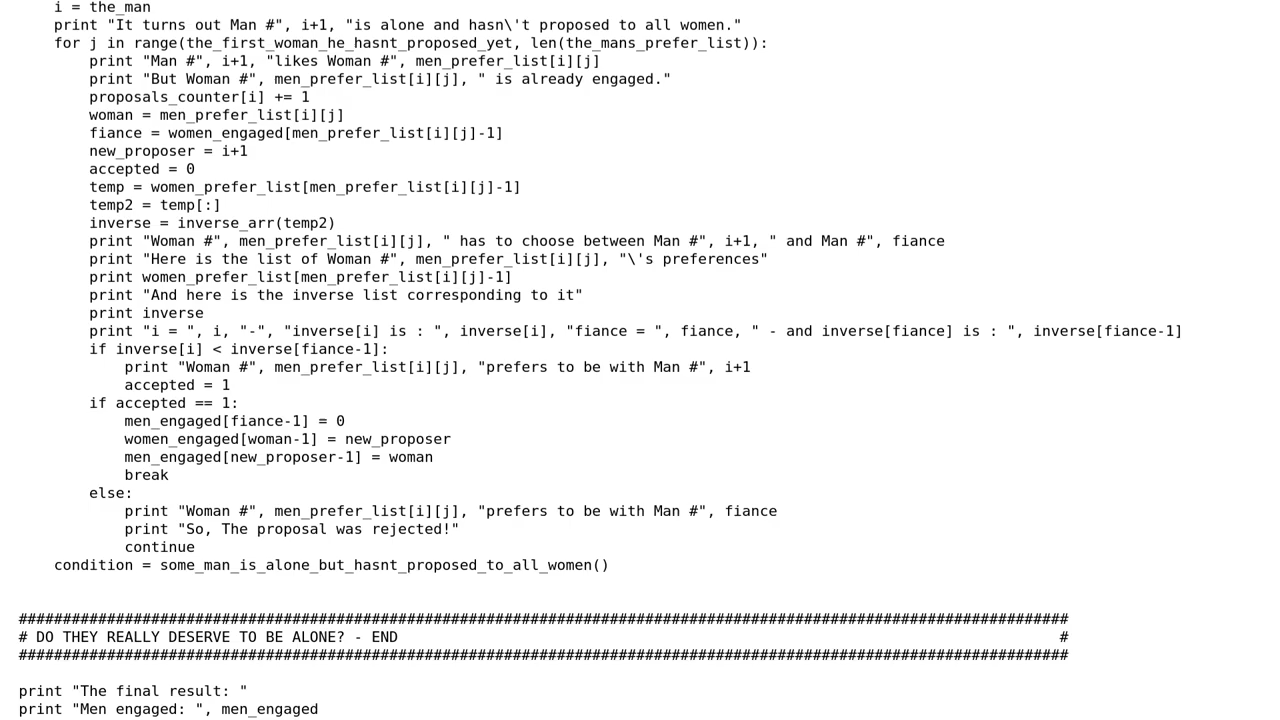 i = the_man
    print "It turns out Man #", i+1, "is alone and hasn\'t proposed to all women."
    for j in range(the_first_woman_he_hasnt_proposed_yet, len(the_mans_prefer_list)):
        print "Man #", i+1, "likes Woman #", men_prefer_list[i][j]
        print "But Woman #", men_prefer_list[i][j], " is already engaged."
        proposals_counter[i] += 1
        woman = men_prefer_list[i][j]
        fiance = women_engaged[men_prefer_list[i][j]-1]
        new_proposer = i+1
        accepted = 0
        temp = women_prefer_list[men_prefer_list[i][j]-1]
        temp2 = temp[:]
        inverse = inverse_arr(temp2)
        print "Woman #", men_prefer_list[i][j], " has to choose between Man #", i+1, " and Man #", fiance
        print "Here is the list of Woman #", men_prefer_list[i][j], "\'s preferences"
        print women_prefer_list[men_prefer_list[i][j]-1]
        print "And here is the inverse list corresponding to it"
        print inverse
        print "i = ", i, "-", "inverse[i] is : ", inverse[i], "fiance = ", fiance, " - and inverse[fiance] is : ", inverse[fiance-1]
        if inverse[i] < inverse[fiance-1]:
            print "Woman #", men_prefer_list[i][j], "prefers to be with Man #", i+1
            accepted = 1
        if accepted == 1:
            men_engaged[fiance-1] = 0
            women_engaged[woman-1] = new_proposer
            men_engaged[new_proposer-1] = woman
            break
        else:
            print "Woman #", men_prefer_list[i][j], "prefers to be with Man #", fiance
            print "So, The proposal was rejected!"
            continue
    condition = some_man_is_alone_but_hasnt_proposed_to_all_women()
#######################################################################################################################
# DO THEY REALLY DESERVE TO BE ALONE? - END                                                                           #
#######################################################################################################################
print "The final result: "
print "Men engaged: ", men_engaged